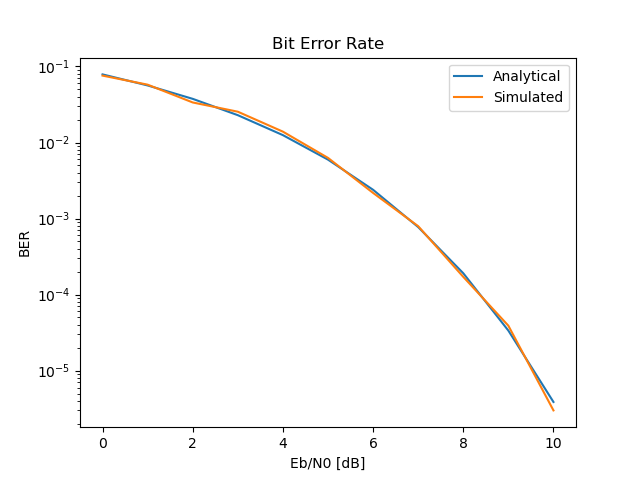 Bit Error Rate
Analytical
Simulated
10⁻¹
10⁻²
10⁻³
10⁻⁴
10⁻⁵
BER
0 2 4 6 8 10
Eb/N0 [dB]